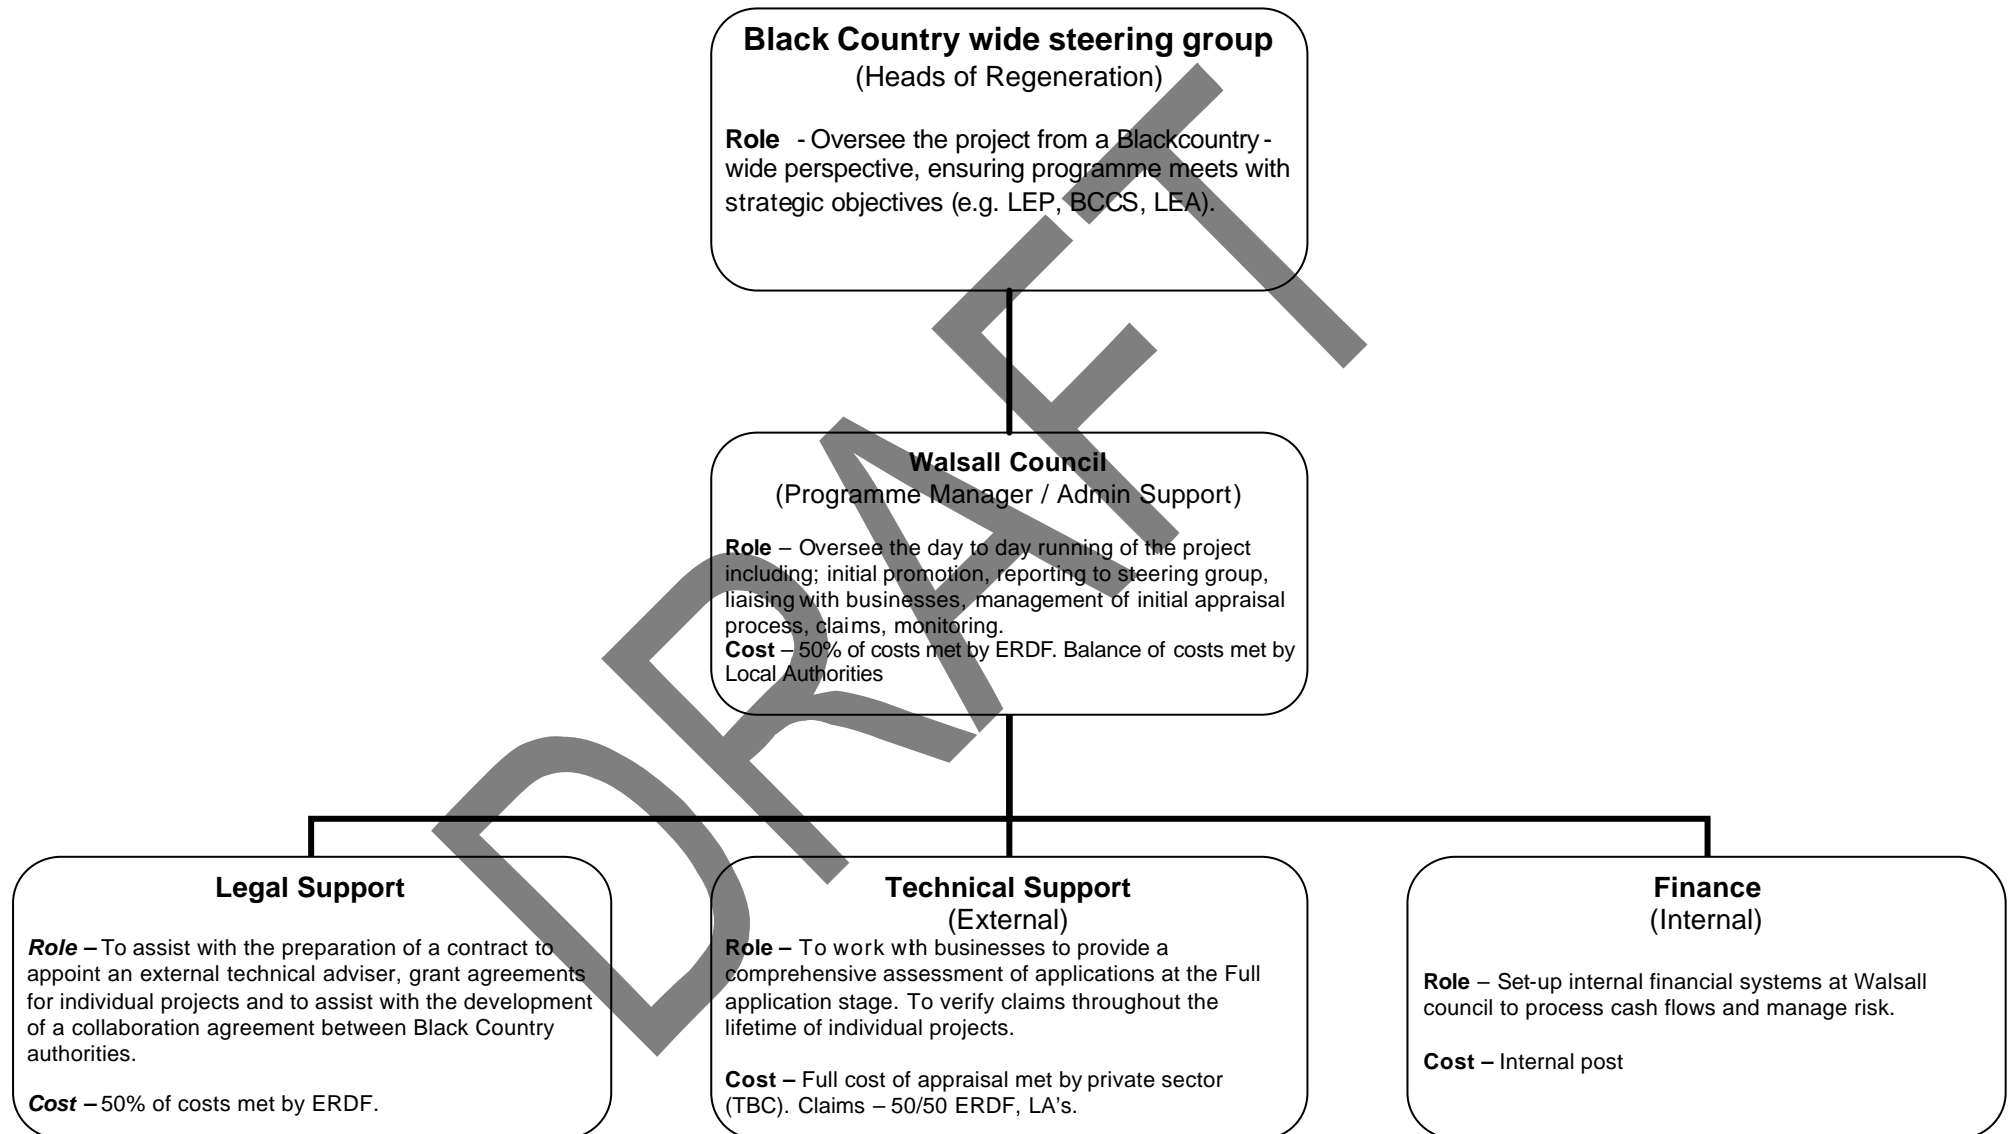 Black Country wide steering group
(Heads of Regeneration)
Role - Oversee the project from a Blackcountry-
wide perspective, ensuring programme meets with
strategic objectives (e.g. LEP, BCCS, LEA).
Walsall Council
(Programme Manager / Admin Support)
Role – Oversee the day to day running of the project
including; initial promotion, reporting to steering group,
liaising with businesses, management of initial appraisal
process, claims, monitoring.
Cost – 50% of costs met by ERDF. Balance of costs met by
Local Authorities
Legal Support
Role – To assist with the preparation of a contract to
appoint an external technical adviser, grant agreements
for individual projects and to assist with the development
of a collaboration agreement between Black Country
authorities.
Cost – 50% of costs met by ERDF.
Technical Support
(External)
Role – To work wth businesses to provide a
comprehensive assessment of applications at the Full
application stage. To verify claims throughout the
lifetime of individual projects.
Cost – Full cost of appraisal met by private sector
(TBC). Claims – 50/50 ERDF, LA's.
Finance
(Internal)
Role – Set-up internal financial systems at Walsall
council to process cash flows and manage risk.
Cost – Internal post
DRAFT